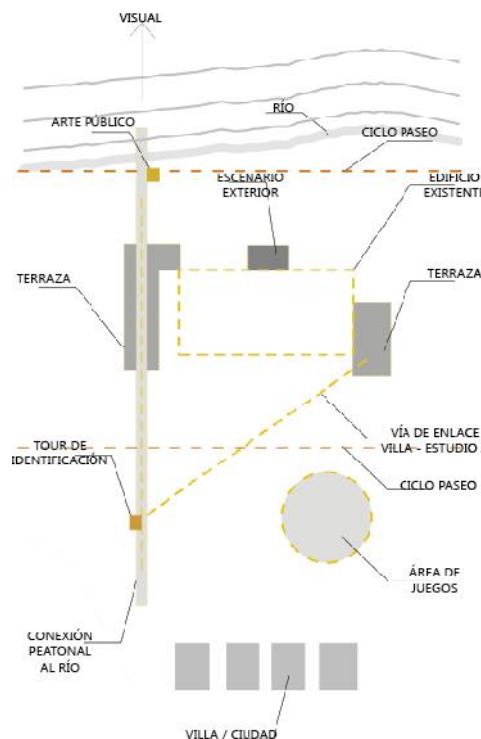 VISUAL
RÍO
ARTE PÚBLICO
CICLO PASEO
ESCENARIO
EXTERIOR
EDIFICIO
EXISTENTE
TERRAZA
TERRAZA
VÍA DE ENLACE
VILLA - ESTUDIO
TOUR DE
IDENTIFICACIÓN
CICLO PASEO
ÁREA DE
JUEGOS
CONEXIÓN
PEATONAL
AL RÍO
VILLA / CIUDAD